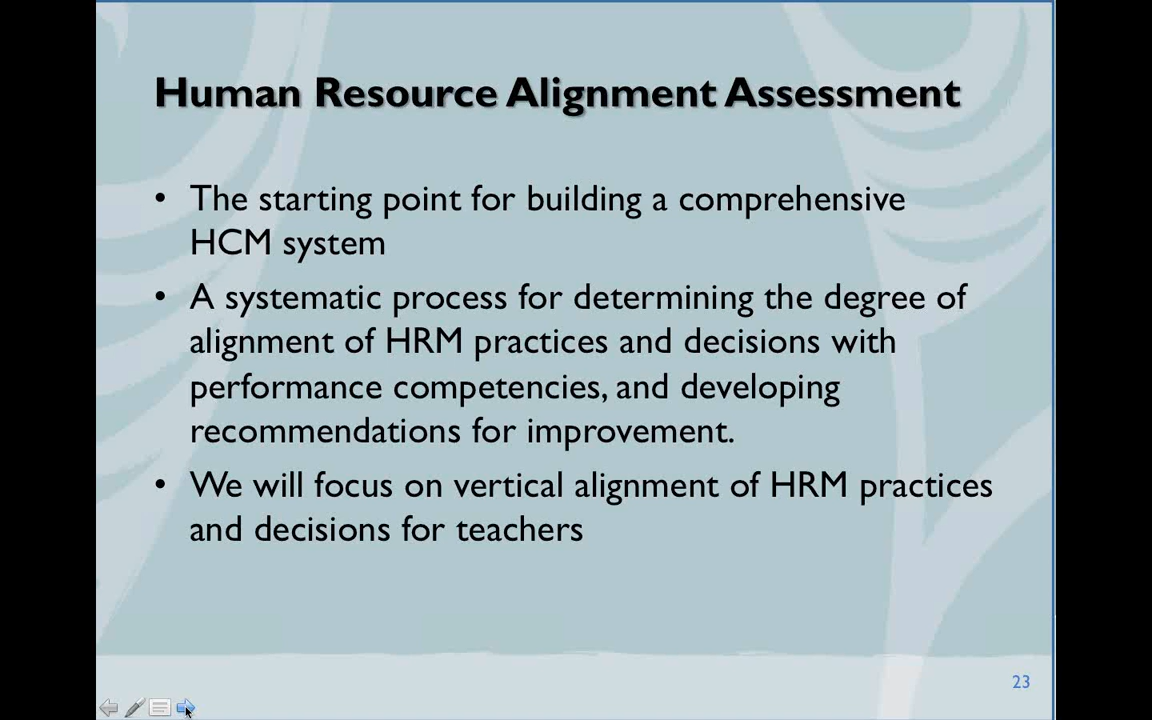 Human Resource Alignment Assessment
• The starting point for building a comprehensive
HCM system
• A systematic process for determining the degree of
alignment of HRM practices and decisions with
performance competencies, and developing
recommendations for improvement.
• We will focus on vertical alignment of HRM practices
and decisions for teachers
23